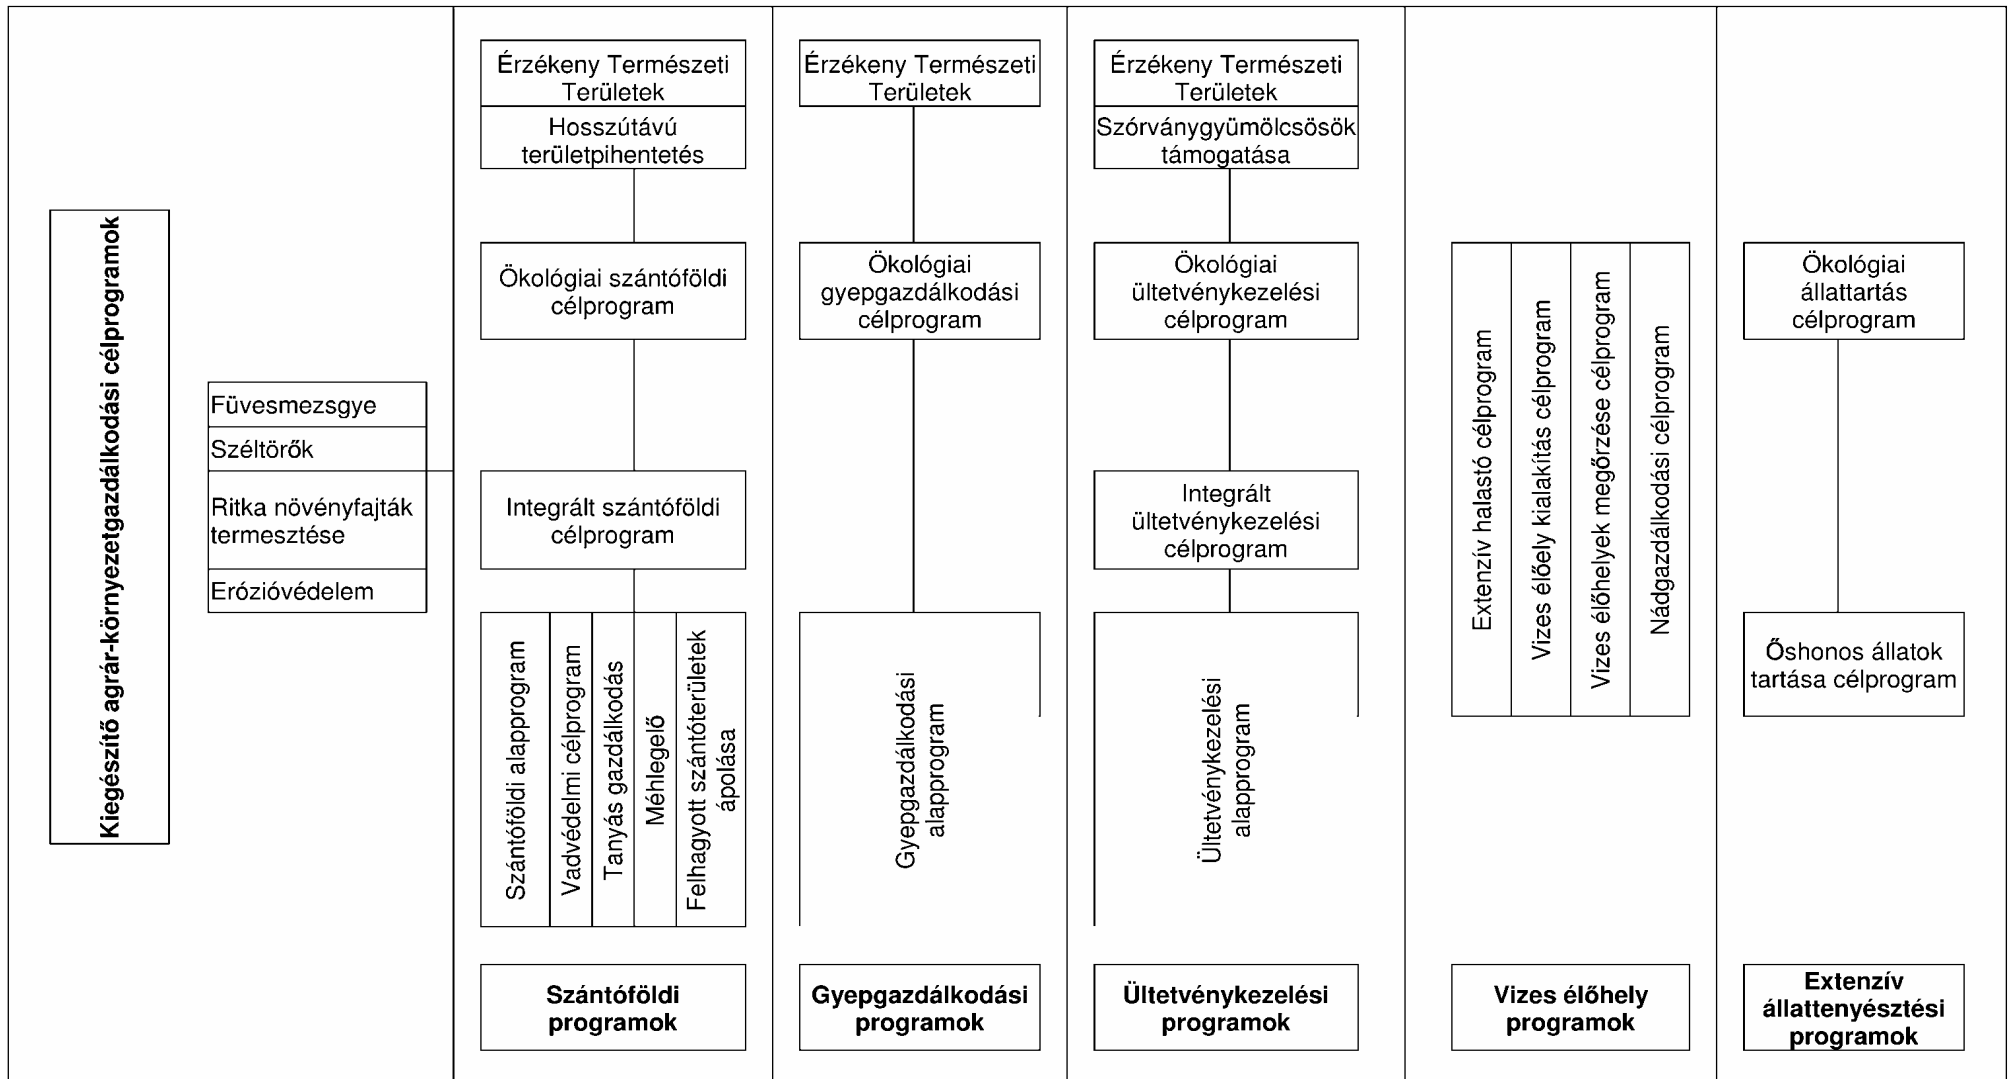 Kiegészítő agrár-környezetgazdálkodási célprogramok
Füvesmezsgye
Széltörők
Ritka növényfajták
termesztése
Erózióvédelem
Érzékeny Természeti
Területek
Hosszútávú
területpihentetés
Ökológiai szántóföldi
célprogram
Integrált szántóföldi
célprogram
Szántóföldi alapprogram
Vadvédelmi célprogram
Tanyás gazdálkodás
Méhlegelő
Felhagyott szántóterületek
ápolása
Szántóföldi
programok
Érzékeny Természeti
Területek
Ökológiai
gyepgazdálkodási
célprogram
Gyepgazdálkodási
alapprogram
Gyepgazdálkodási
programok
Érzékeny Természeti
Területek
Szórványgyümölcsösök
támogatása
Ökológiai
ültetvénykezelési
célprogram
Integrált
ültetvénykezelési
célprogram
Ültetvénykezelési
alapprogram
Ültetvénykezelési
programok
Extenzív halastó célprogram
Vizes élőely kialakítás célprogram
Vizes élőhelyek megőrzése célprogram
Nádgazdálkodási célprogram
Vizes élőhely
programok
Ökológiai
állattartás
célprogram
Őshonos állatok
tartása célprogram
Extenzív
állattenyésztési
programok